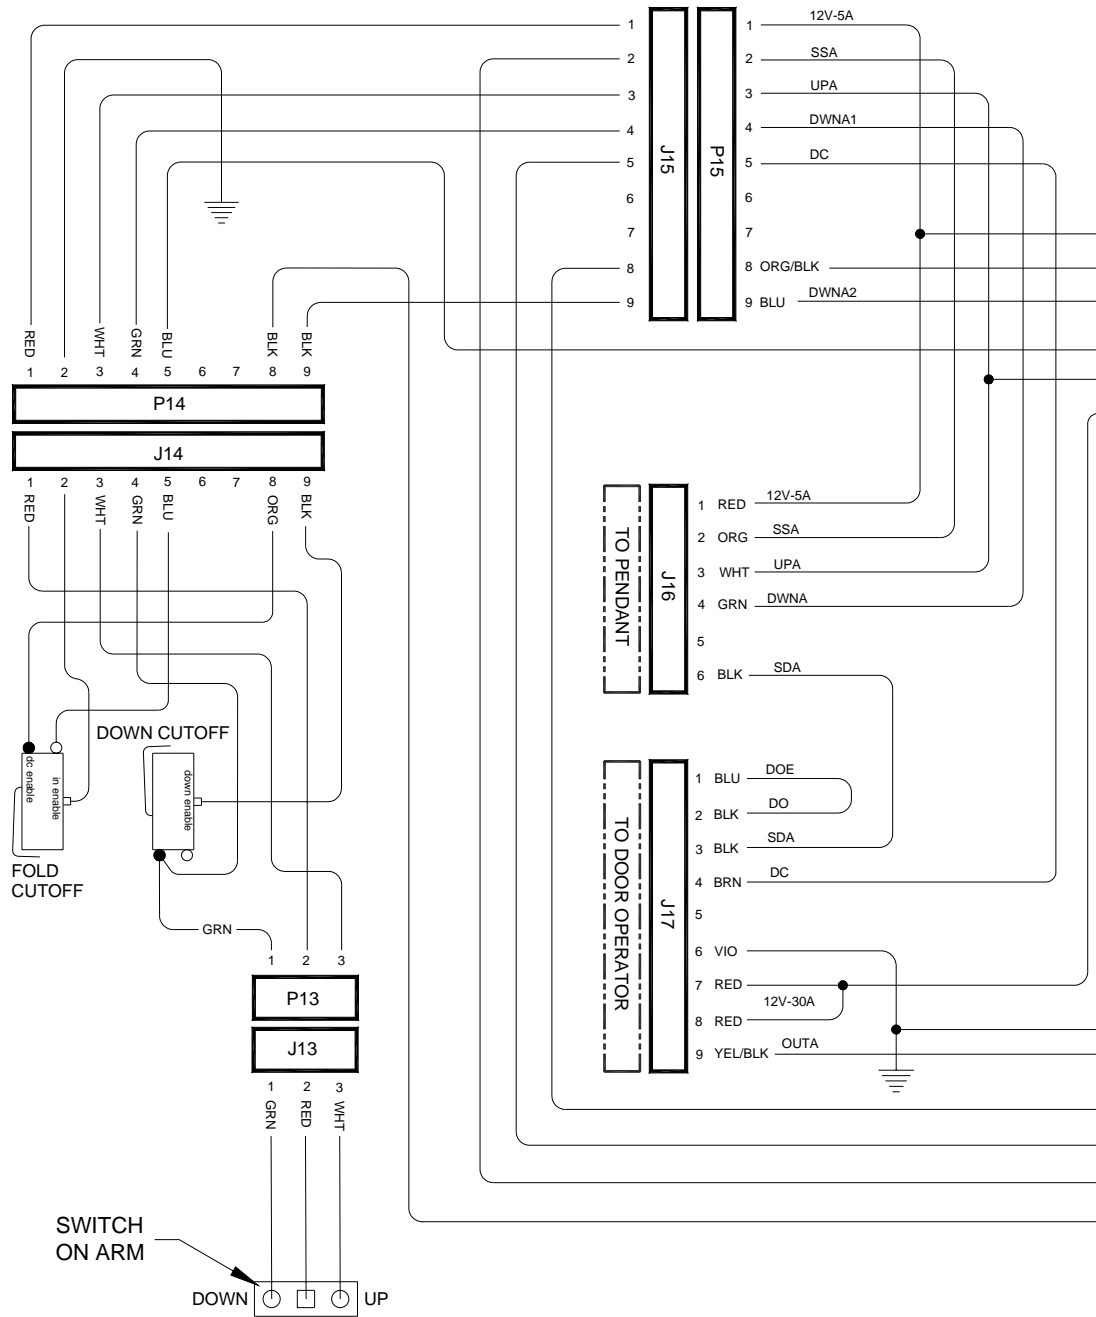 1 1 12V-5A
2 2 SSA
3 3 UPA
4 4 DWNA1
5 5 DC
J15 P15
6 6
7 7
8 8 ORG/BLK
9 9 BLU DWNA2
RED WHT GRN BLU BLK BLK
1 2 3 4 5 6 7 8 9
P14
J14
1 2 3 4 5 6 7 8 9
RED WHT GRN BLU ORG BLK
TO PENDANT
J16
1 RED 12V-5A
2 ORG SSA
3 WHT UPA
4 GRN DWNA
5
6 BLK SDA
DOWN CUTOFF
dc enable
in enable
down enable
FOLD
CUTOFF
TO DOOR OPERATOR
J17
1 BLU DOE
2 BLK DO
3 BLK SDA
4 BRN DC
5
6 VIO
7 RED
12V-30A
8 RED
9 YEL/BLK OUTA
GRN
1 2 3
P13
J13
1 2 3
GRN RED WHT
SWITCH
ON ARM
DOWN UP